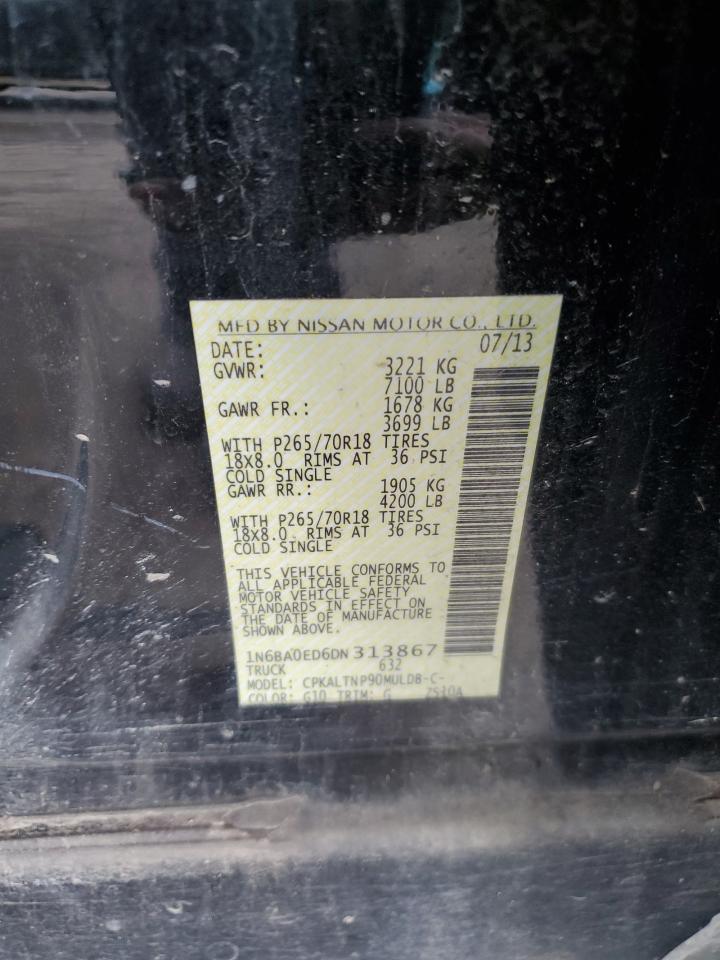 MFD BY NISSAN MOTOR CO., LTD.
DATE: 07/13
GVWR: 3221 KG
7100 LB
GAWR FR.: 1678 KG
3699 LB
WITH P265/70R18 TIRES
18X8.0 RIMS AT 36 PSI
COLD SINGLE
GAWR RR.: 1905 KG
4200 LB
WITH P265/70R18 TIRES
18X8.0 RIMS AT 36 PSI
COLD SINGLE
THIS VEHICLE CONFORMS TO
ALL APPLICABLE FEDERAL
MOTOR VEHICLE SAFETY
STANDARDS IN EFFECT ON
THE DATE OF MANUFACTURE
SHOWN ABOVE.
1N6BA0ED6DN313867
TRUCK 632
MODEL: CPKALTNP90MULDB-C-
COLOR: G10 TRIM: G